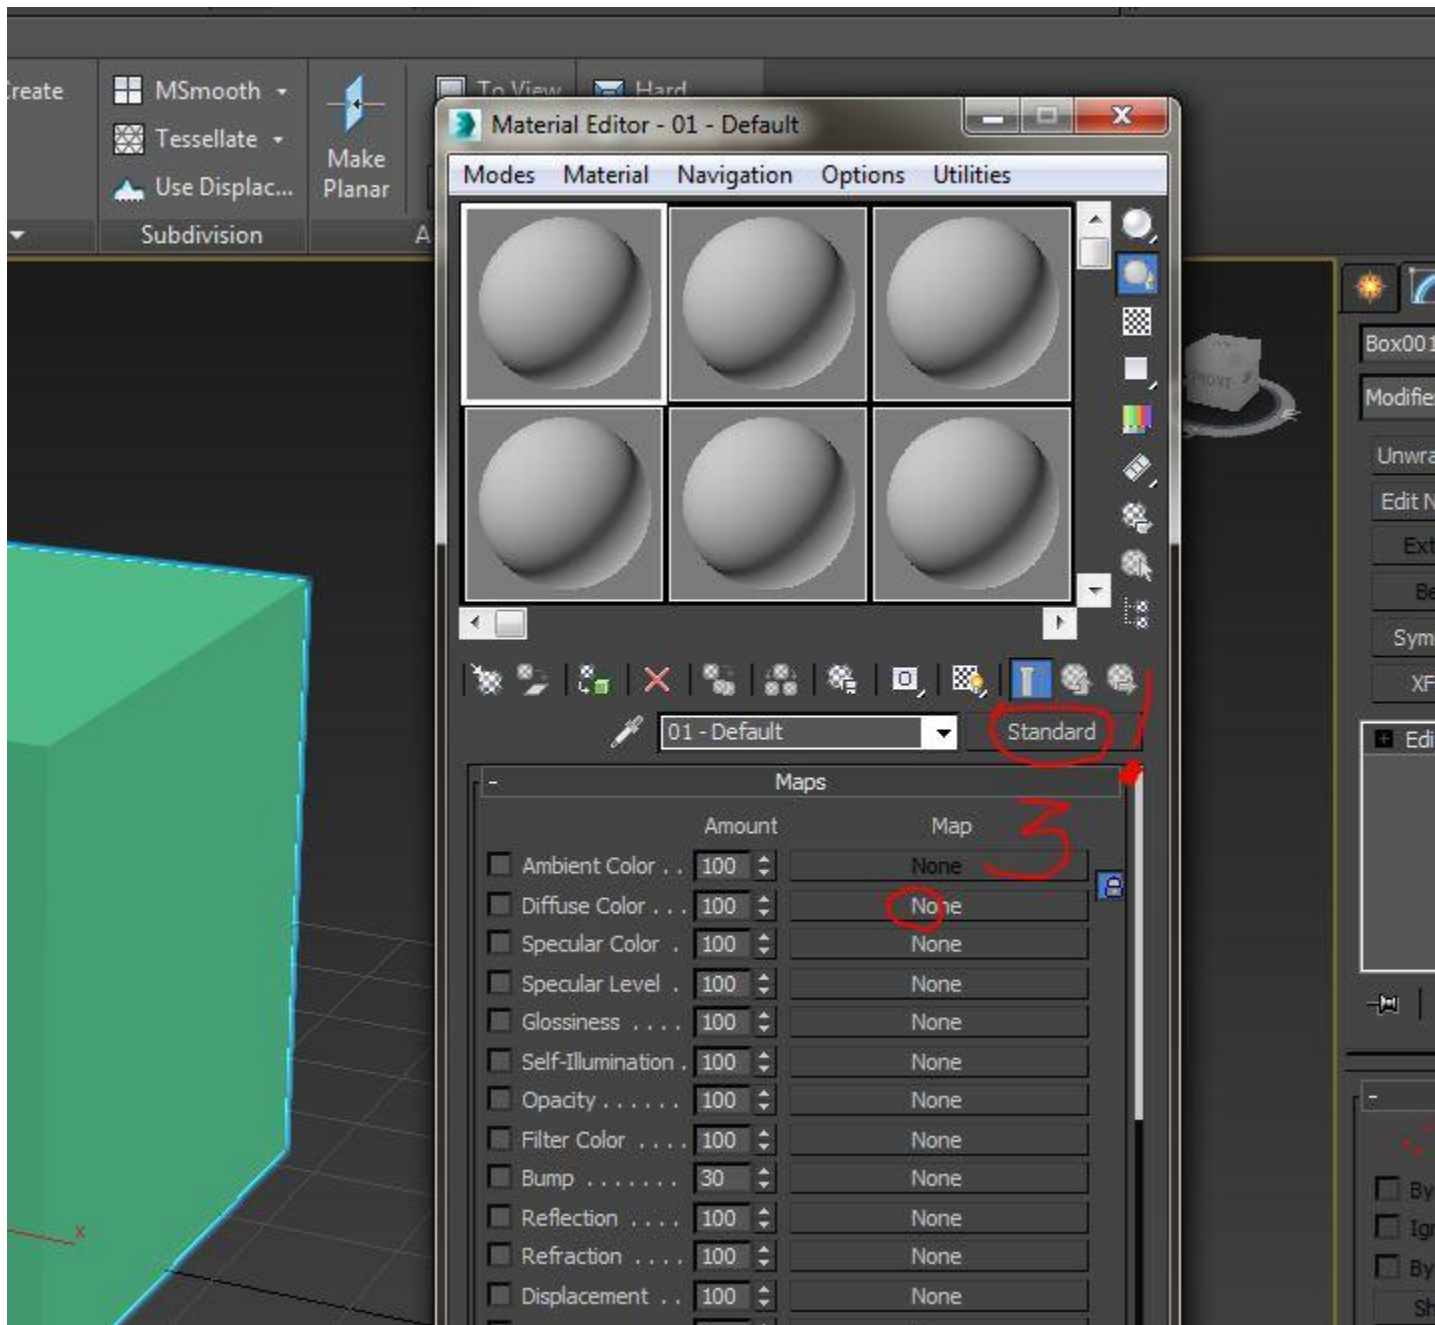 Create
MSmooth
To View
Hard
Tessellate
Make
Planar
Use Displac...
Subdivision
A
Material Editor - 01 - Default
Modes Material Navigation Options Utilities
FRONT
Box001
Modifie
Unwra
Edit N
Ext
Be
Sym
XF
Edi
01 - Default
Standard
1
- Maps
3
Amount Map
Ambient Color . . 100 None
Diffuse Color . . . 100 None
Specular Color . 100 None
Specular Level . 100 None
Glossiness . . . . 100 None
Self-Illumination . 100 None
Opacity . . . . . . 100 None
Filter Color . . . . 100 None
Bump . . . . . . . 30 None
Reflection . . . . 100 None
Refraction . . . . 100 None
Displacement . . 100 None
-
By
Ign
By
Sh
x